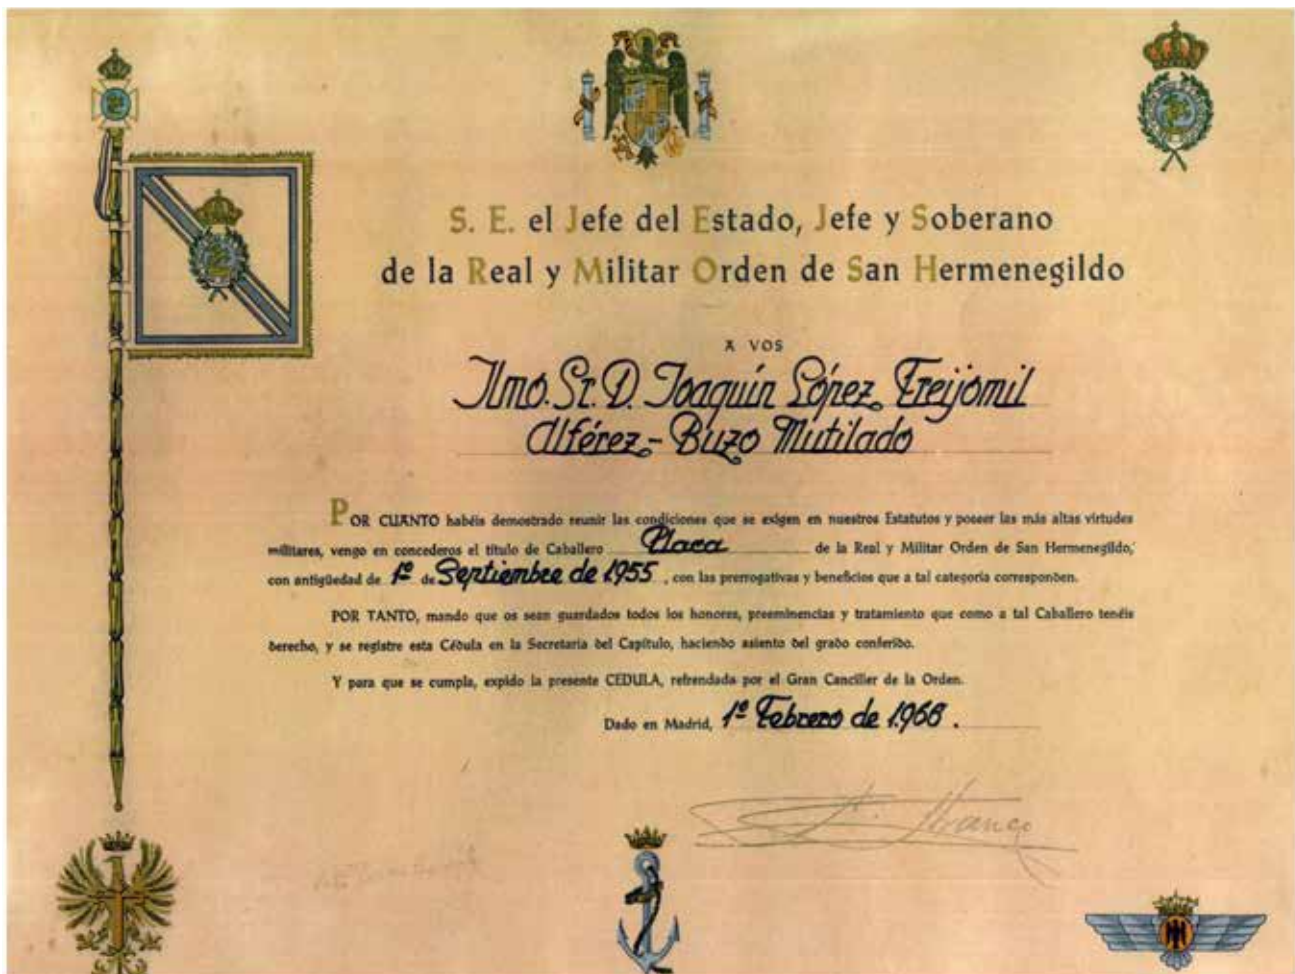 S. E. el Jefe del Estado, Jefe y Soberano
de la Real y Militar Orden de San Hermenegildo
A VOS
Ilmo. Sr. D. Joaquín López Freijomil
Alférez-Buzo Mutilado
POR CUANTO habéis demostrado reunir las condiciones que se exigen en nuestros Estatutos y poseer las más altas virtudes
militares, vengo en concederos el título de Caballero Placa de la Real y Militar Orden de San Hermenegildo,
con antigüedad de 1º de Septiembre de 1955, con las prerrogativas y beneficios que a tal categoría corresponden.
POR TANTO, mando que os sean guardados todos los honores, preeminencias y tratamiento que como a tal Caballero tenéis
derecho, y se registre esta Cédula en la Secretaria del Capítulo, haciendo asiento del grado conferido.
Y para que se cumpla, expido la presente CEDULA, refrendada por el Gran Canciller de la Orden.
Dado en Madrid, 1º Febrero de 1.968.